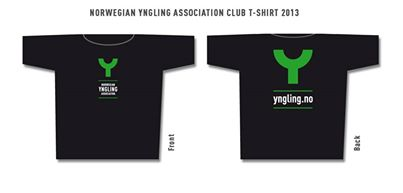 NORWEGIAN YNGLING ASSOCIATION CLUB T-SHIRT 2013
NORWEGIAN
YNGLING
ASSOCIATION
Front
yngling.no
Back